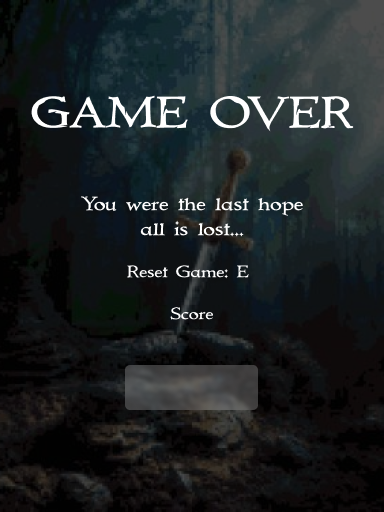 GAME OVER
You were the last hope
all is lost...
Reset Game: E
Score